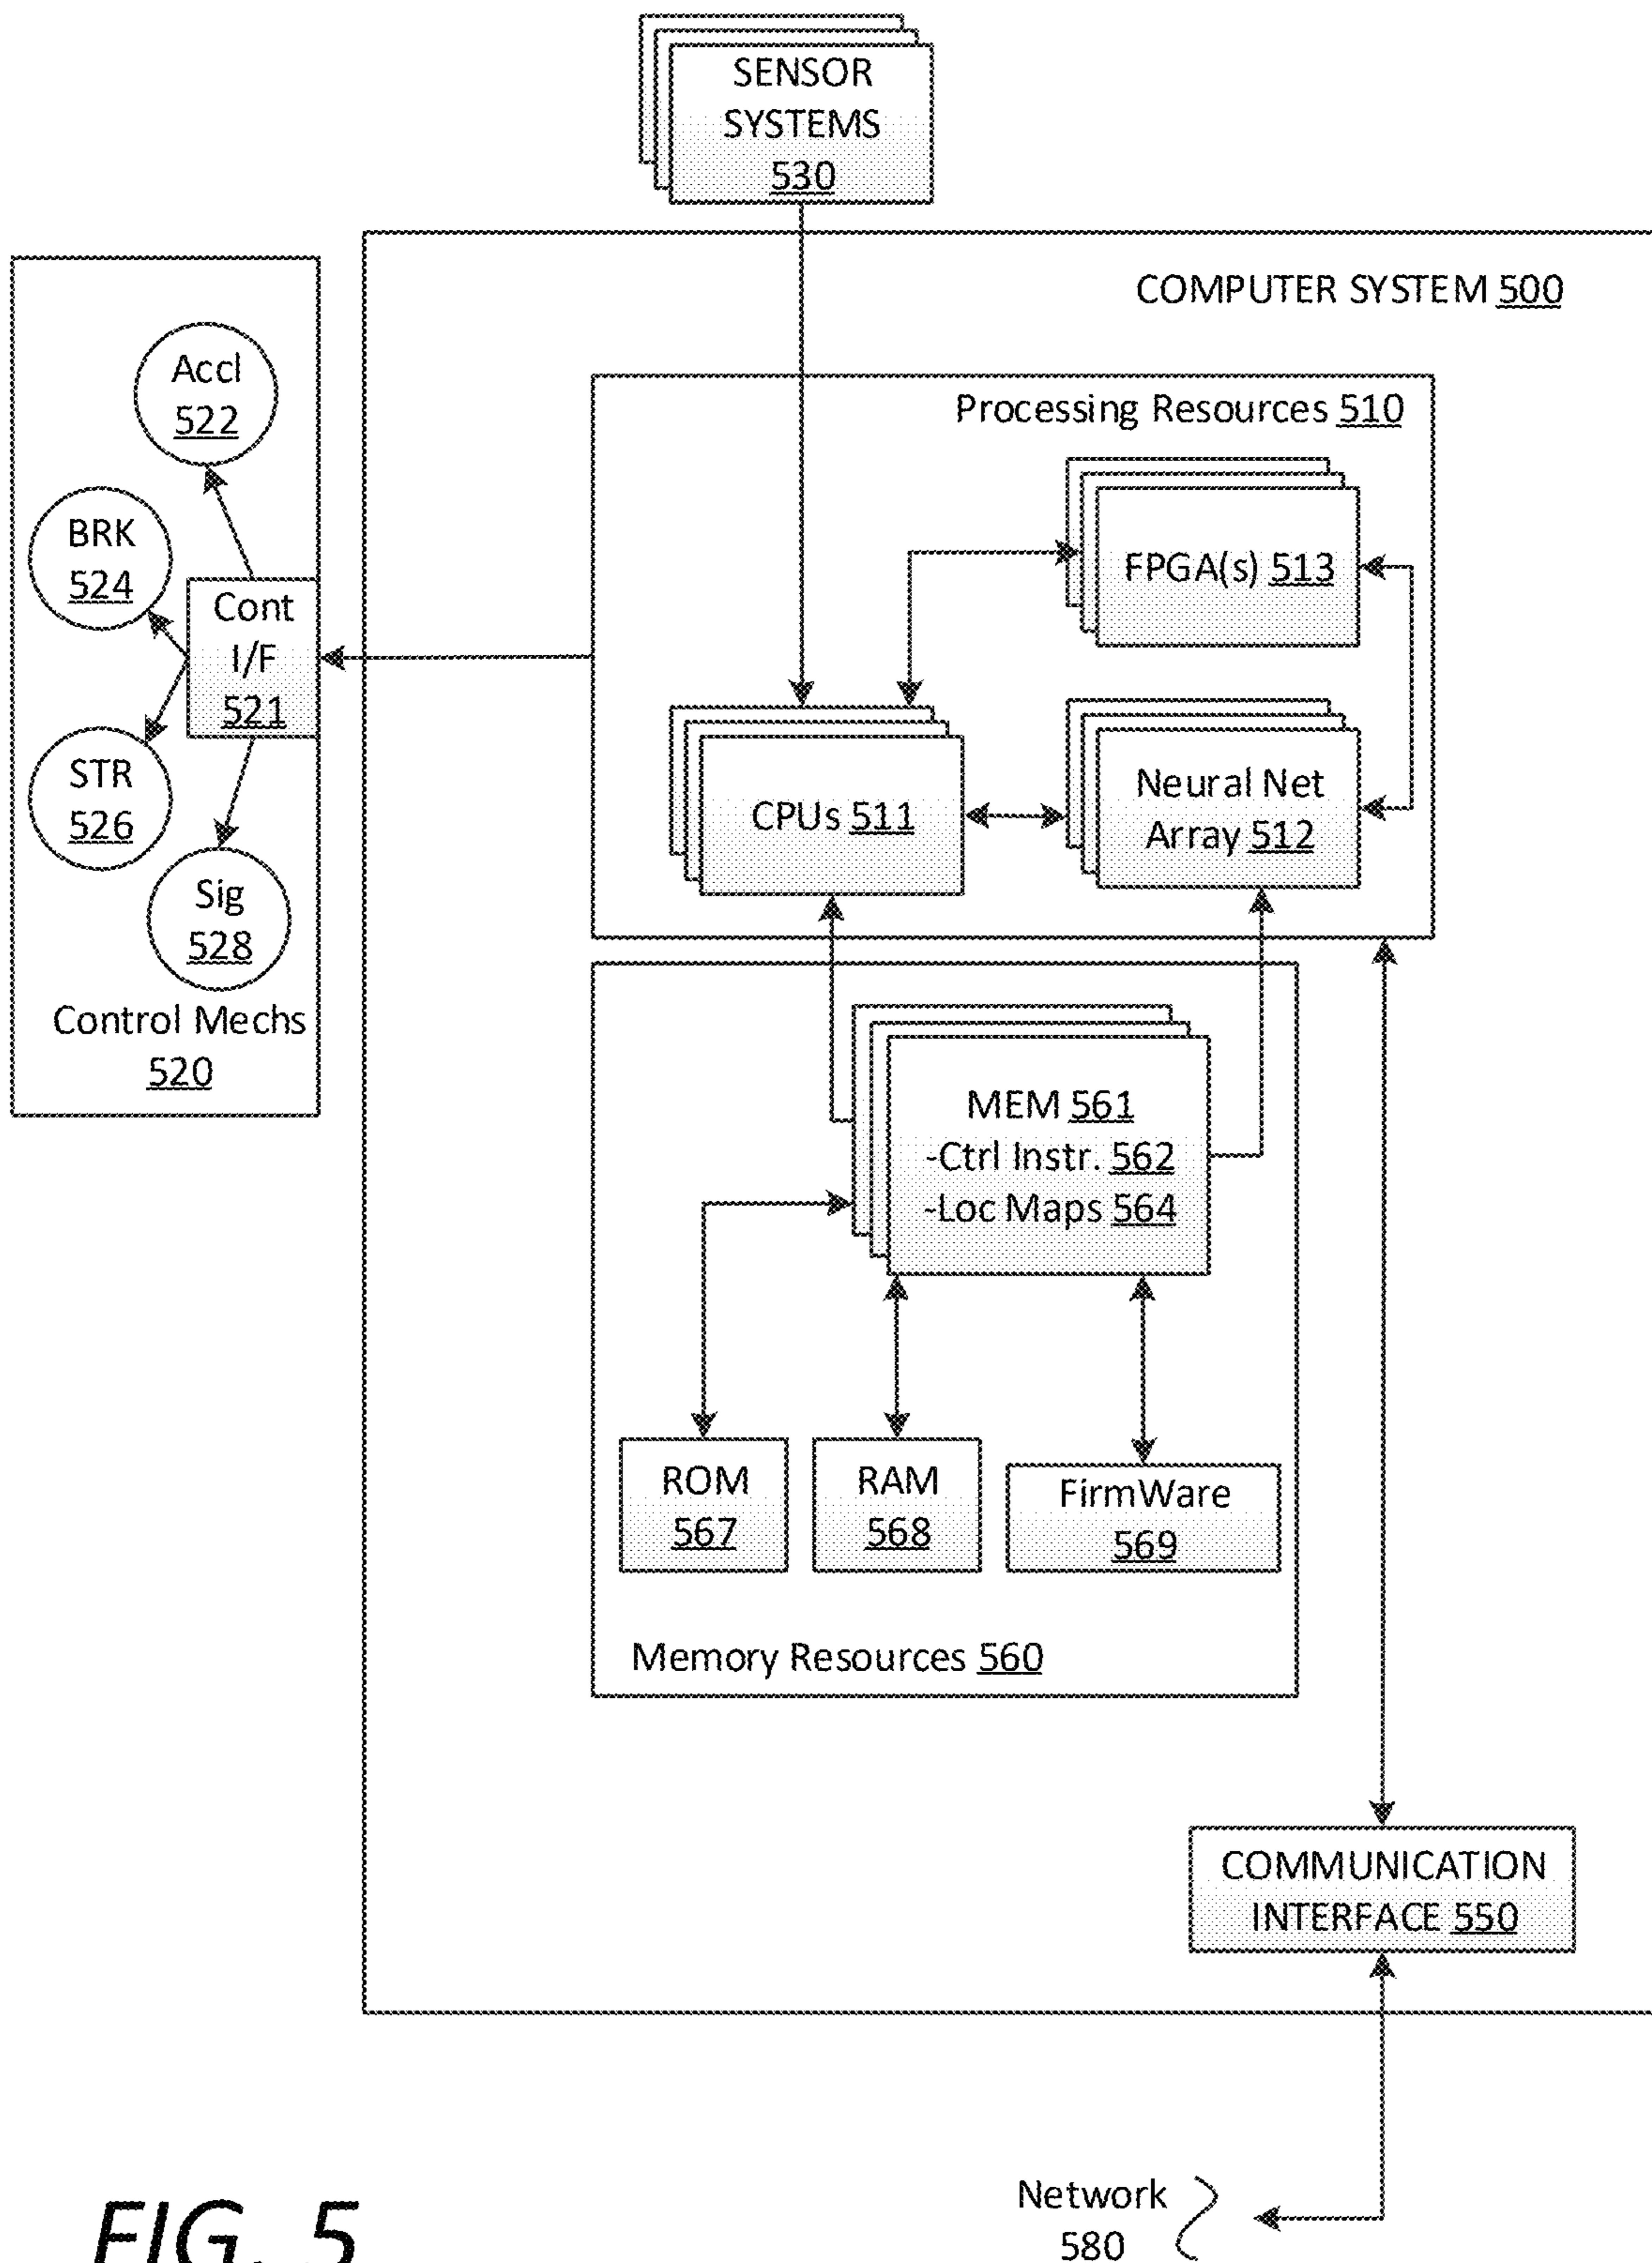 SENSOR
SYSTEMS
530
COMPUTER SYSTEM 500
Processing Resources 510
FPGA(s) 513
CPUs 511
Neural Net
Array 512
Accl
522
BRK
524
Cont
I/F
521
STR
526
Sig
528
Control Mechs
520
MEM 561
-Ctrl Instr. 562
-Loc Maps 564
ROM
567
RAM
568
FirmWare
569
Memory Resources 560
COMMUNICATION
INTERFACE 550
Network
580
FIG. 5